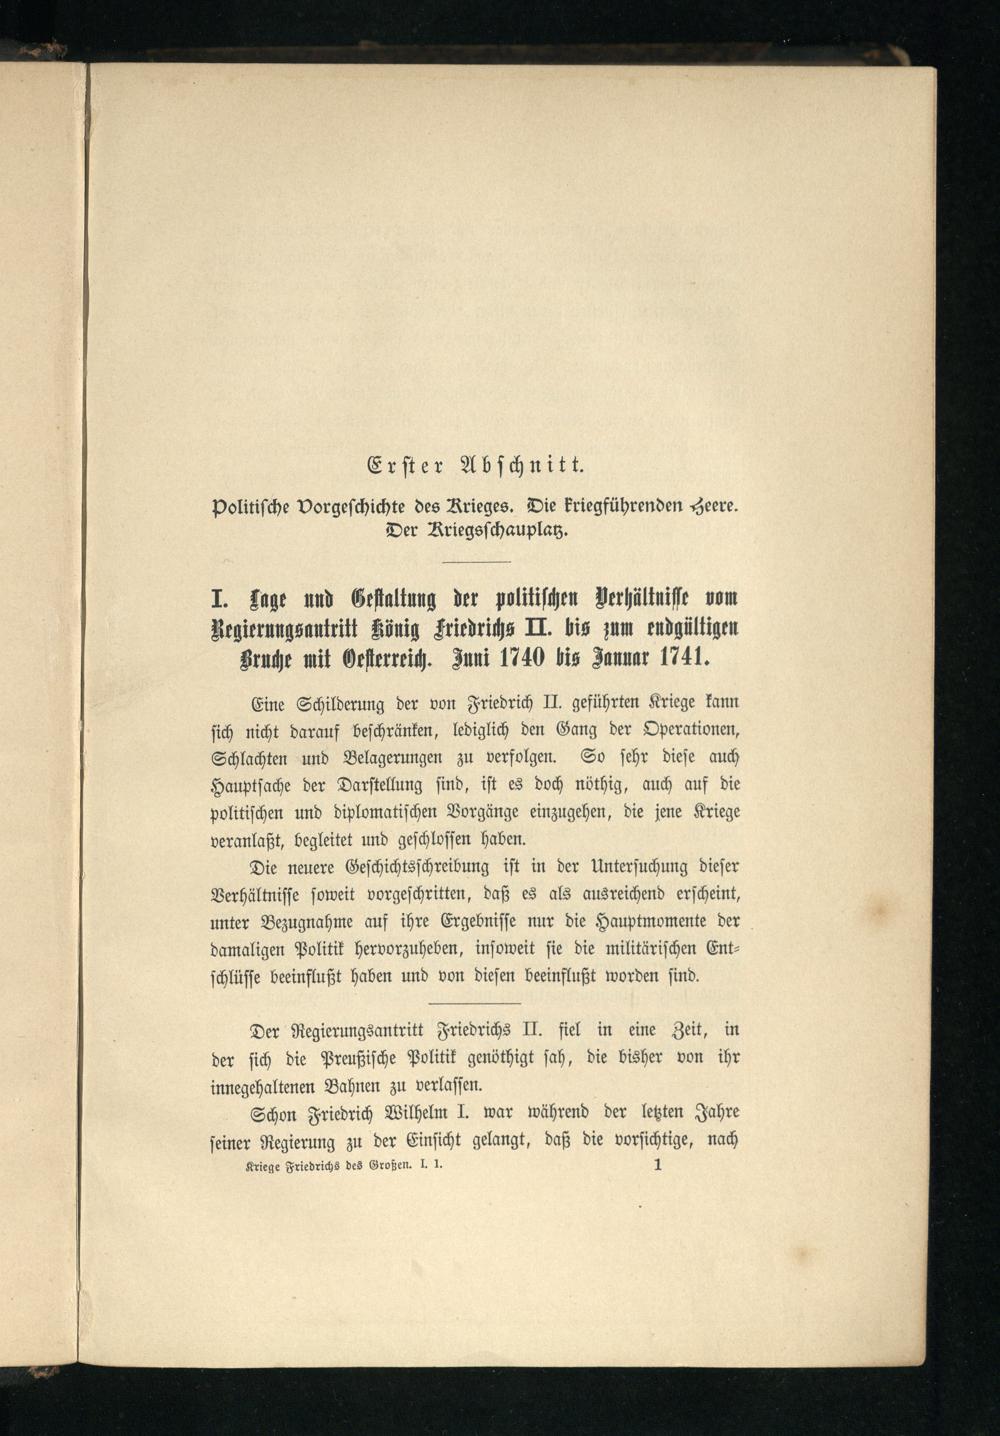 Erster Abschnitt.
Politische Vorgeschichte des Krieges. Die kriegführenden Heere.
Der Kriegsschauplatz.
I. Lage und Gestaltung der politischen Verhältnisse vom
Regierungsantritt König Friedrichs II. bis zum endgültigen
Bruche mit Oesterreich. Juni 1740 bis Januar 1741.
Eine Schilderung der von Friedrich II. geführten Kriege kann
sich nicht darauf beschränken, lediglich den Gang der Operationen,
Schlachten und Belagerungen zu verfolgen. So sehr diese auch
Hauptsache der Darstellung sind, ist es doch nöthig, auch auf die
politischen und diplomatischen Vorgänge einzugehen, die jene Kriege
veranlaßt, begleitet und geschlossen haben.
Die neuere Geschichtsschreibung ist in der Untersuchung dieser
Verhältnisse soweit vorgeschritten, daß es als ausreichend erscheint,
unter Bezugnahme auf ihre Ergebnisse nur die Hauptmomente der
damaligen Politik hervorzuheben, insoweit sie die militärischen Ent-
schlüsse beeinflußt haben und von diesen beeinflußt worden sind.
Der Regierungsantritt Friedrichs II. fiel in eine Zeit, in
der sich die Preußische Politik genöthigt sah, die bisher von ihr
innegehaltenen Bahnen zu verlassen.
Schon Friedrich Wilhelm I. war während der letzten Jahre
seiner Regierung zu der Einsicht gelangt, daß die vorsichtige, nach
Kriege Friedrichs des Großen. I. 1. 1